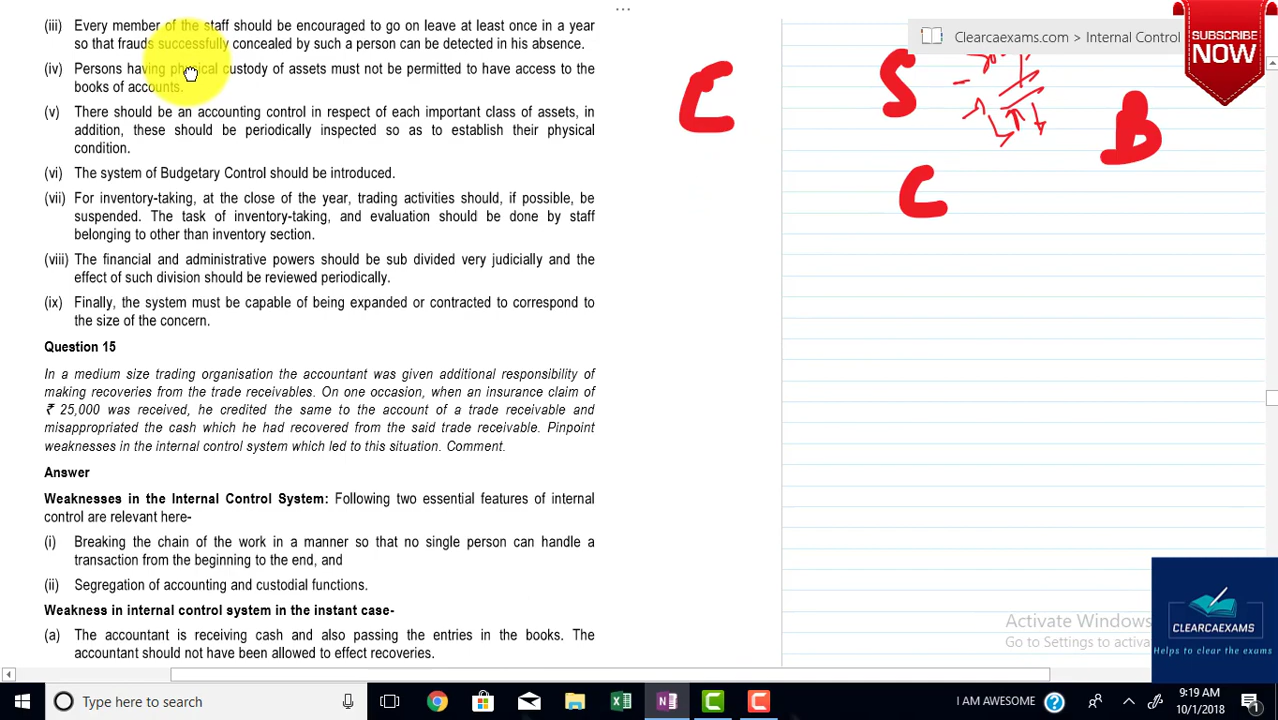 (iii) Every member of the staff should be encouraged to go on leave at least once in a year
so that frauds successfully concealed by such a person can be detected in his absence.
(iv) Persons having physical custody of assets must not be permitted to have access to the
books of accounts.
(v) There should be an accounting control in respect of each important class of assets, in
addition, these should be periodically inspected so as to establish their physical
condition.
(vi) The system of Budgetary Control should be introduced.
(vii) For inventory-taking, at the close of the year, trading activities should, if possible, be
suspended. The task of inventory-taking, and evaluation should be done by staff
belonging to other than inventory section.
(viii) The financial and administrative powers should be sub divided very judicially and the
effect of such division should be reviewed periodically.
(ix) Finally, the system must be capable of being expanded or contracted to correspond to
the size of the concern.
Question 15
In a medium size trading organisation the accountant was given additional responsibility of
making recoveries from the trade receivables. On one occasion, when an insurance claim of
₹ 25,000 was received, he credited the same to the account of a trade receivable and
misappropriated the cash which he had recovered from the said trade receivable. Pinpoint
weaknesses in the internal control system which led to this situation. Comment.
Answer
Weaknesses in the Internal Control System: Following two essential features of internal
control are relevant here-
(i) Breaking the chain of the work in a manner so that no single person can handle a
transaction from the beginning to the end, and
(ii) Segregation of accounting and custodial functions.
Weakness in internal control system in the instant case-
(a) The accountant is receiving cash and also passing the entries in the books. The
accountant should not have been allowed to effect recoveries.
C
S
B
C
Clearcaexams.com > Internal Control
SUBSCRIBE
NOW
Activate Windows
Go to Settings to activa
CLEARCAEXAMS
Helps to clear the exams
Type here to search
I AM AWESOME
9:19 AM
10/1/2018
1